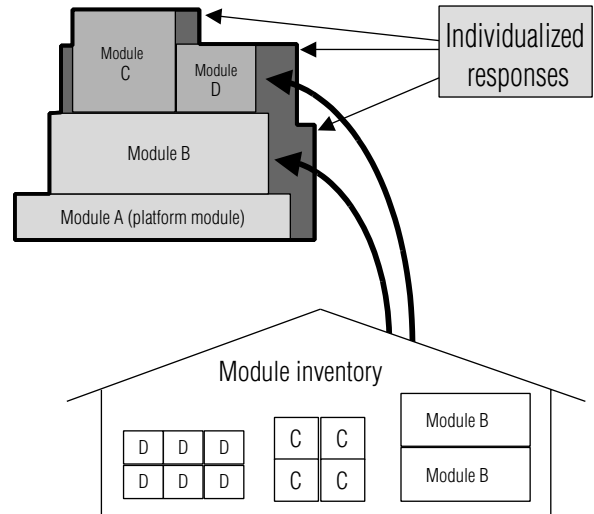 Individualized
responses
Module
C
Module
D
Module B
Module A (platform module)
Module inventory
D D D
D D D
C C
C C
Module B
Module B